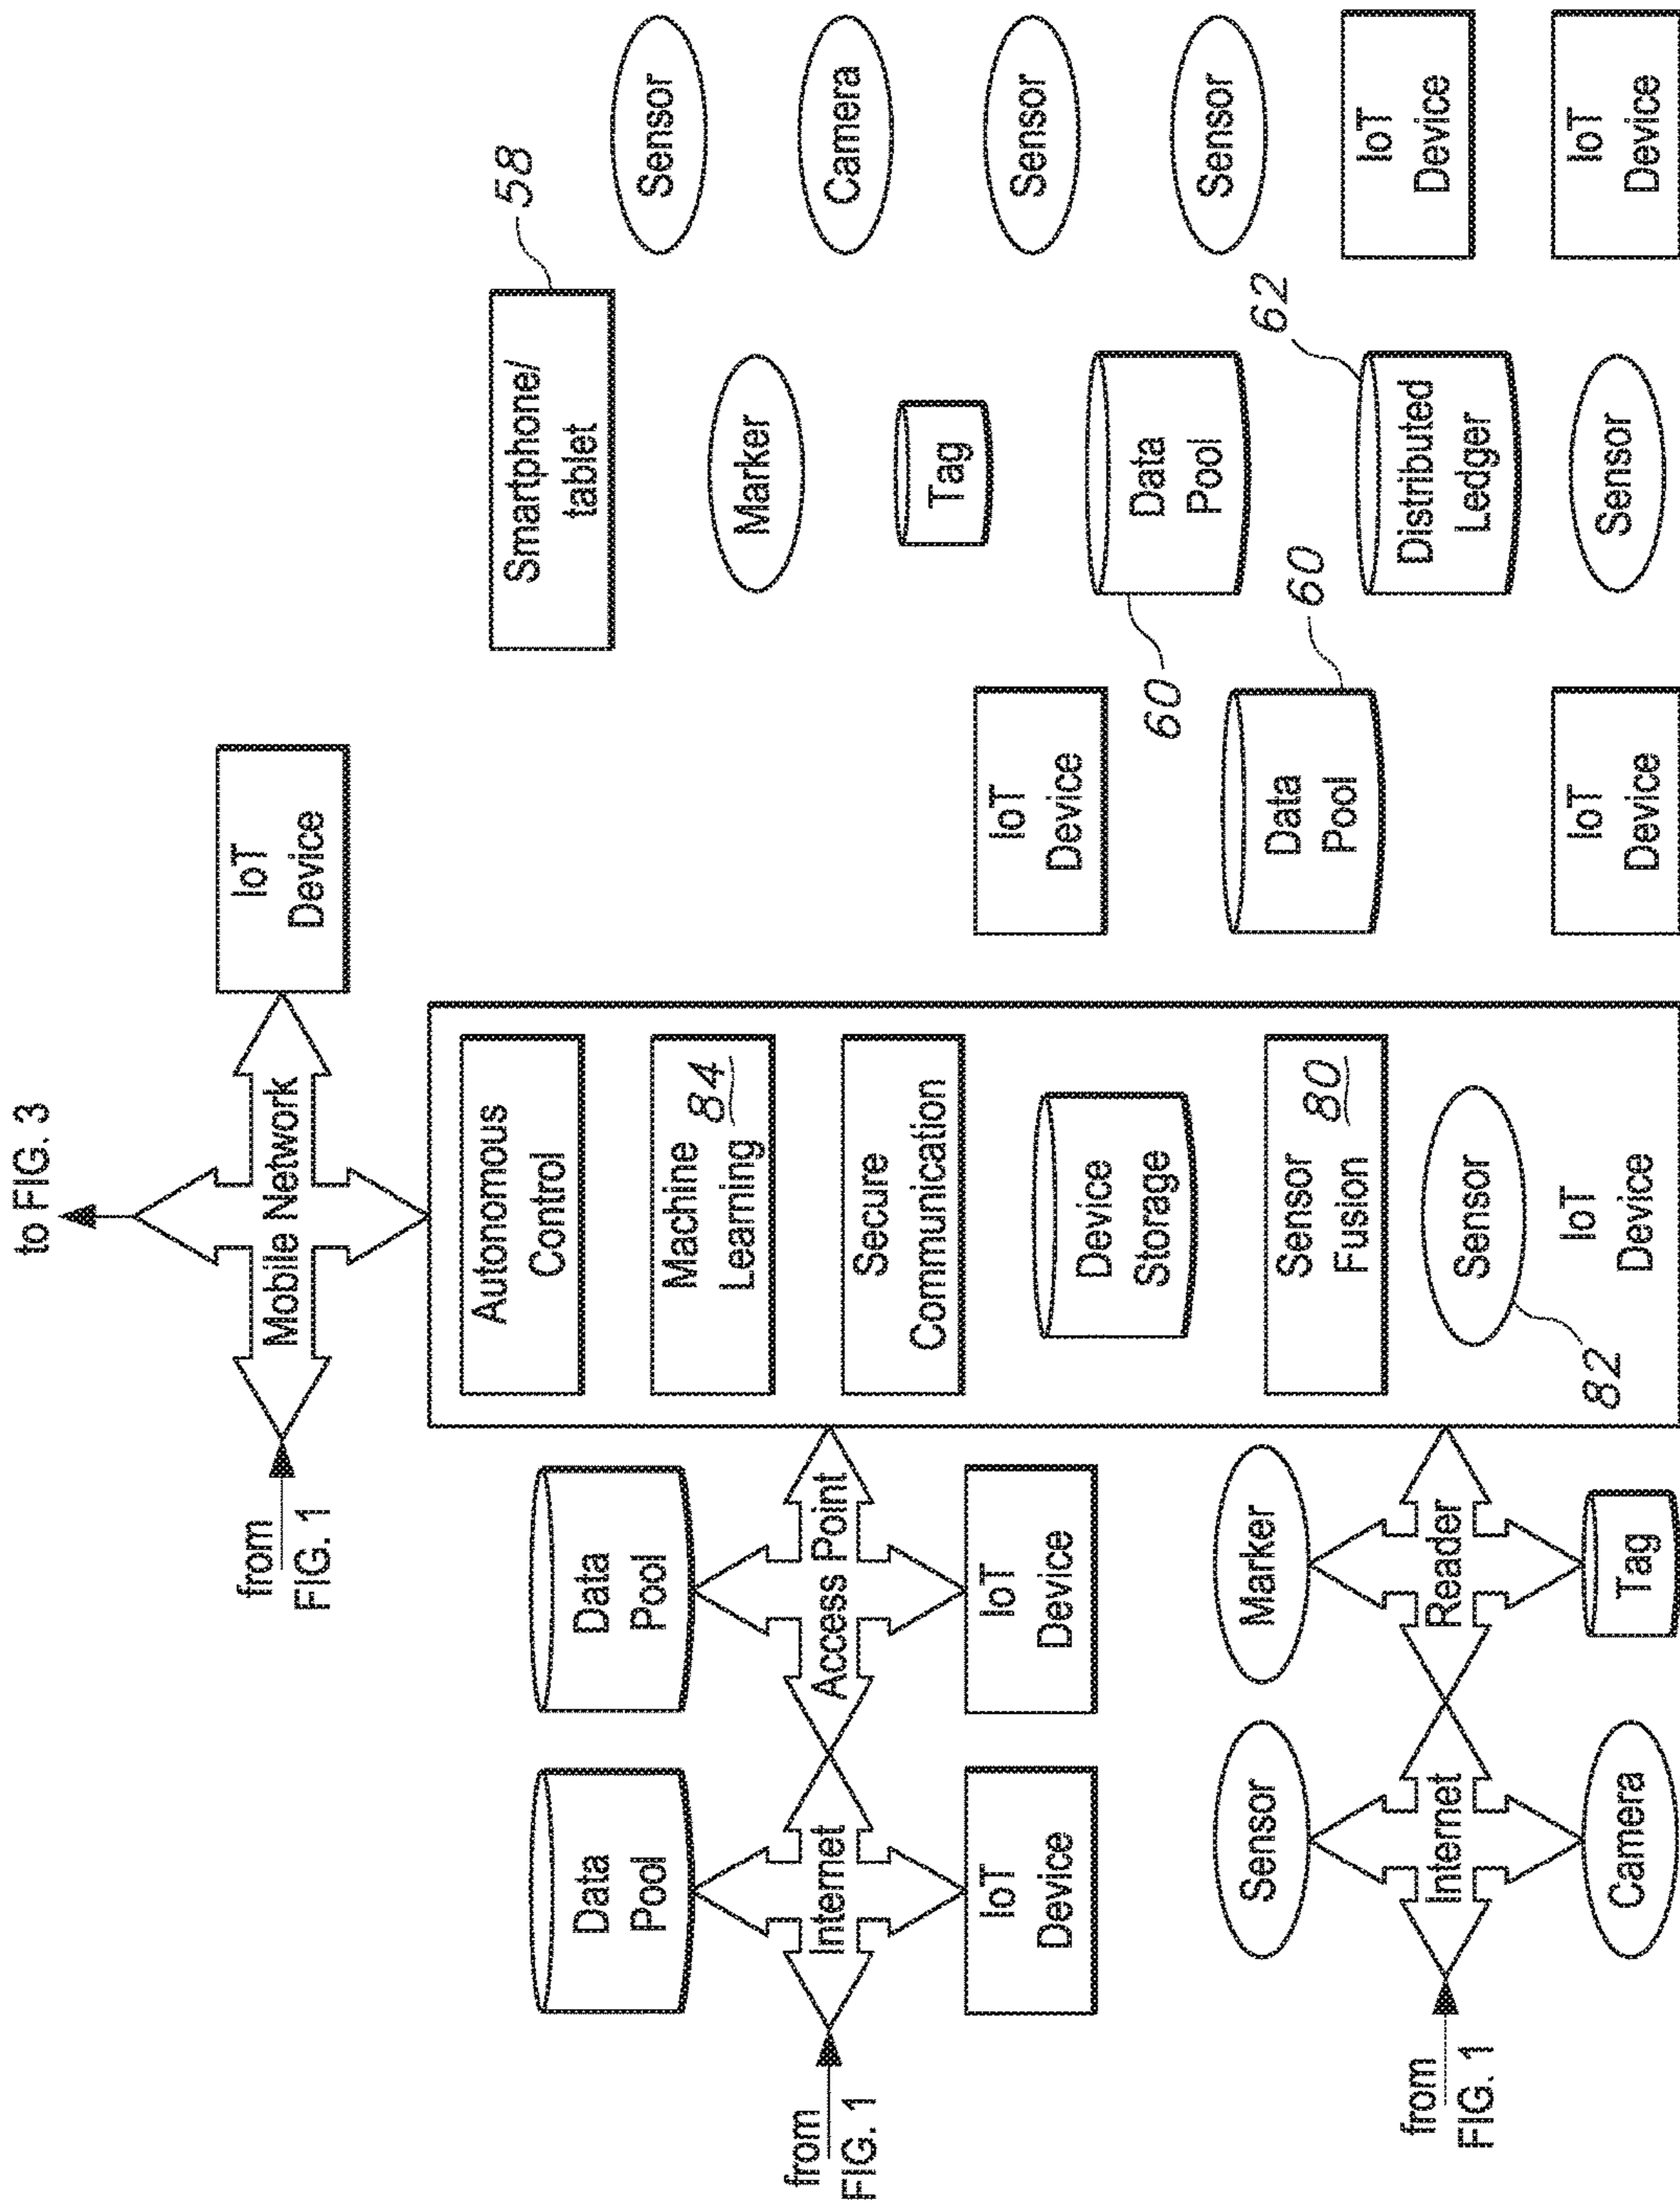 to FIG. 3
from
FIG. 1
Mobile Network
IoT
Device
Smartphone/
tablet
58
Autonomous
Control
Data
Pool
Data
Pool
Sensor
Machine
Learning
84
Marker
from
FIG. 1
Internet
Access Point
Camera
Secure
Communication
Tag
IoT
Device
IoT
Device
IoT
Device
Sensor
Device
Storage
Data
Pool
60
Sensor
Sensor
Marker
Sensor
Fusion
80
Data
Pool
60
62
Distributed
Ledger
IoT
Device
from
FIG. 1
Internet
Reader
Sensor
82
Camera
Tag
IoT
Device
IoT
Device
Sensor
IoT
Device